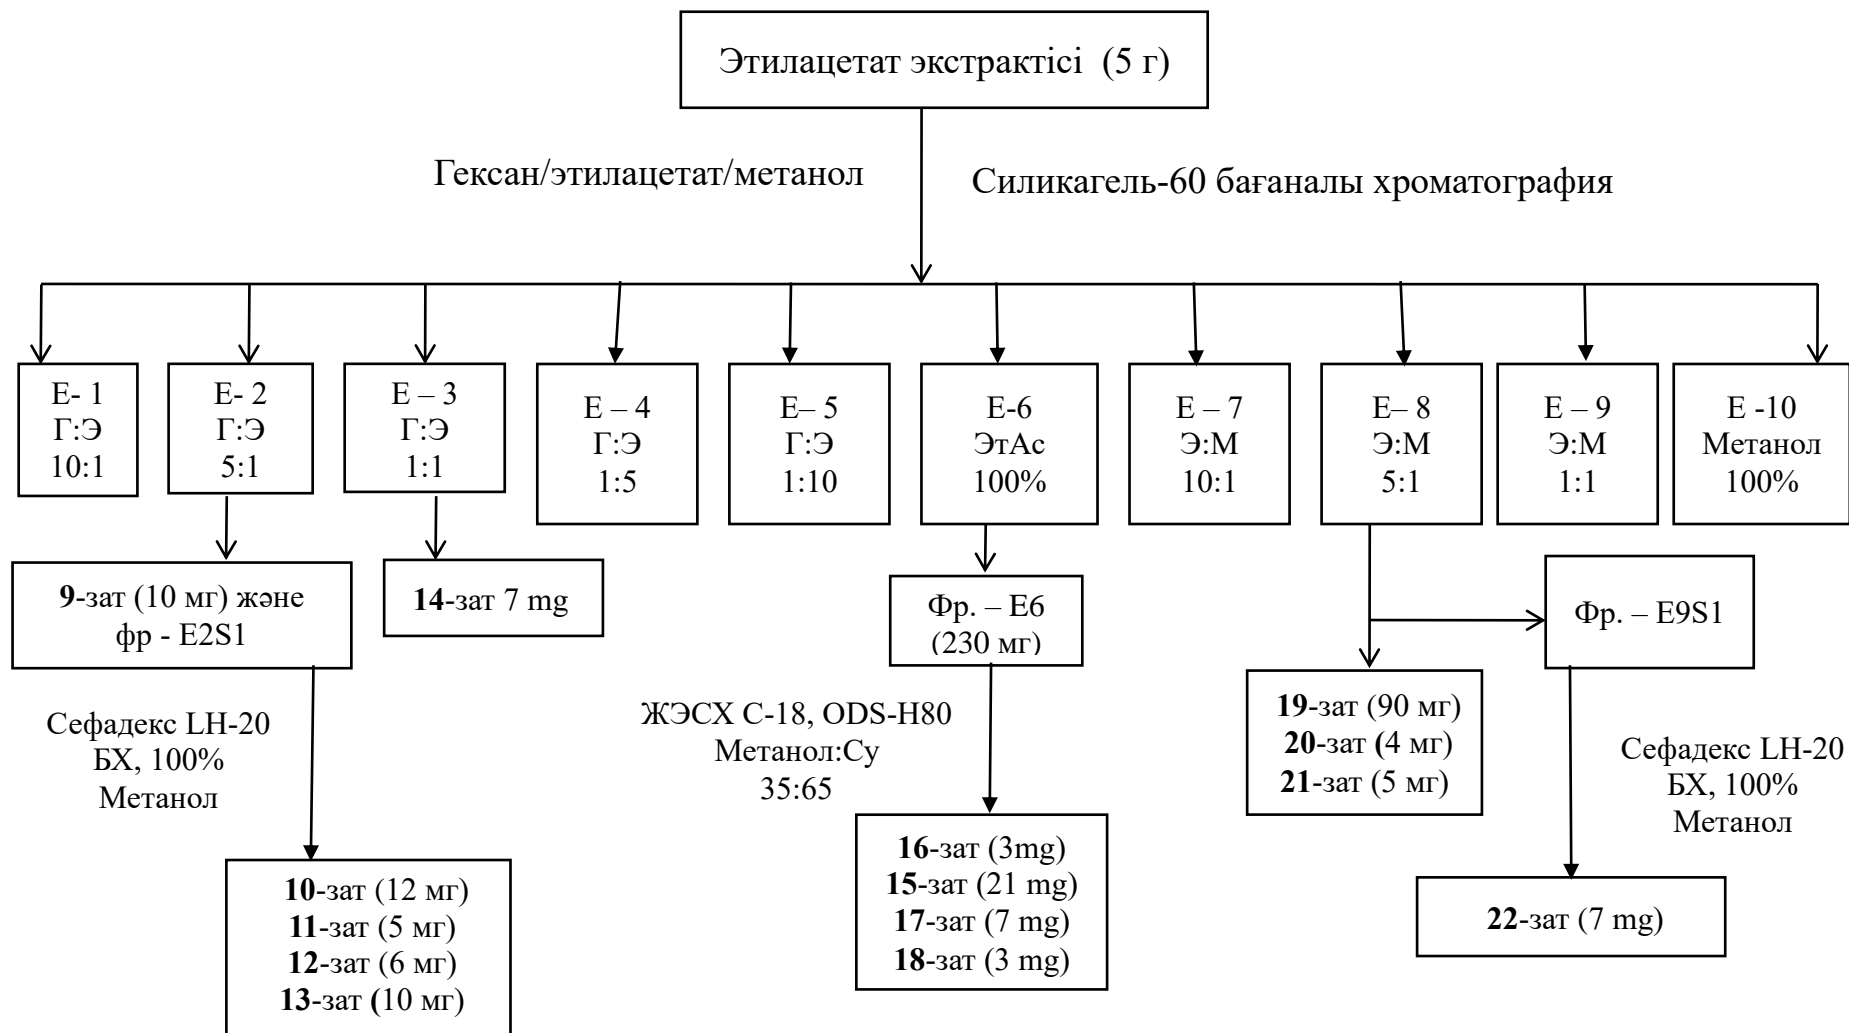 Этилацетат экстрактісі (5 г)
Гексан/этилацетат/метанол
Силикагель-60 бағаналы хроматография
E- 1
Г:Э
10:1
E- 2
Г:Э
5:1
E – 3
Г:Э
1:1
E – 4
Г:Э
1:5
E– 5
Г:Э
1:10
E-6
ЭтАс
100%
E – 7
Э:М
10:1
E– 8
Э:М
5:1
E – 9
Э:М
1:1
E -10
Метанол
100%
9-зат (10 мг) және
фр - E2S1
14-зат 7 mg
Фр. – E6
(230 мг)
Фр. – E9S1
Сефадекс LH-20
БХ, 100%
Метанол
ЖЭСХ C-18, ODS-H80
Метанол:Су
35:65
19-зат (90 мг)
20-зат (4 мг)
21-зат (5 мг)
Сефадекс LH-20
БХ, 100%
Метанол
10-зат (12 мг)
11-зат (5 мг)
12-зат (6 мг)
13-зат (10 мг)
16-зат (3mg)
15-зат (21 mg)
17-зат (7 mg)
18-зат (3 mg)
22-зат (7 mg)